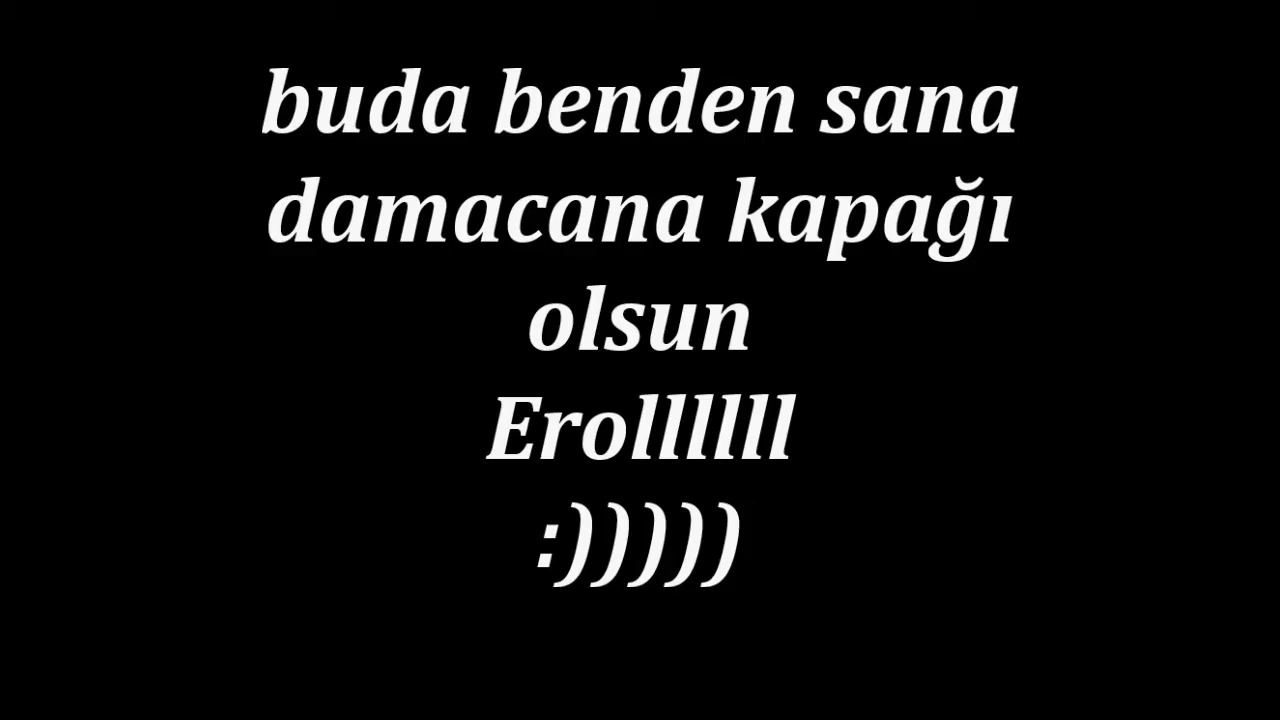 buda benden sana
damacana kapağı
olsun
Erollllll
:)))))